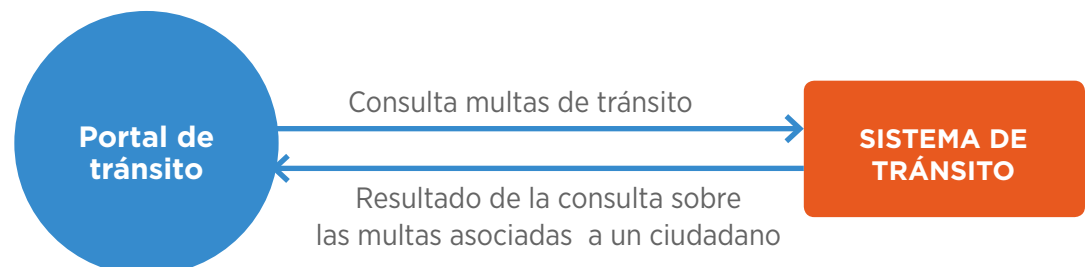 Portal de
tránsito
Consulta multas de tránsito
Resultado de la consulta sobre
las multas asociadas  a un ciudadano
SISTEMA DE
TRÁNSITO